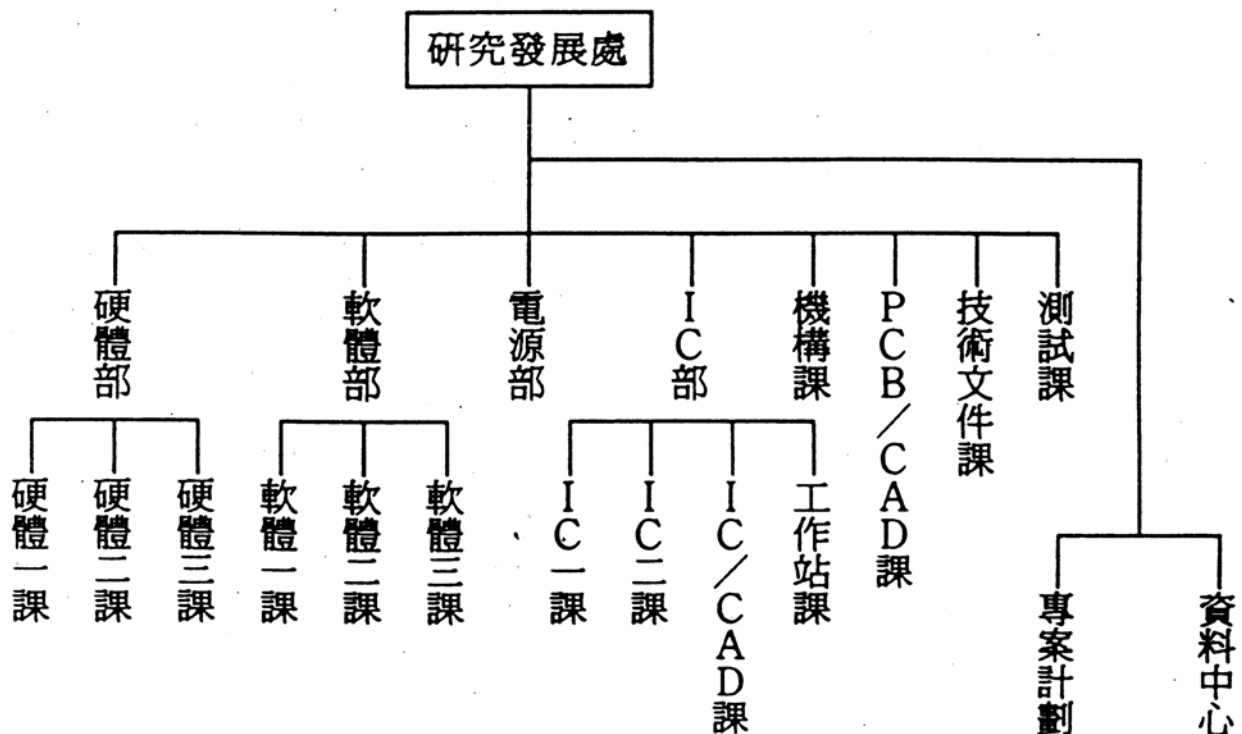 研究發展處
硬體部
軟體部
電源部
IC部
機構課
PCB/CAD課
技術文件課
測試課
硬體一課
硬體二課
硬體三課
軟體一課
軟體二課
軟體三課
IC一課
IC二課
IC/CAD課
工作站課
專案計劃
資料中心